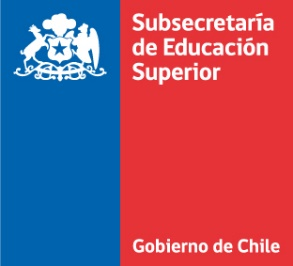 Subsecretaría
de Educación
Superior
Gobierno de Chile